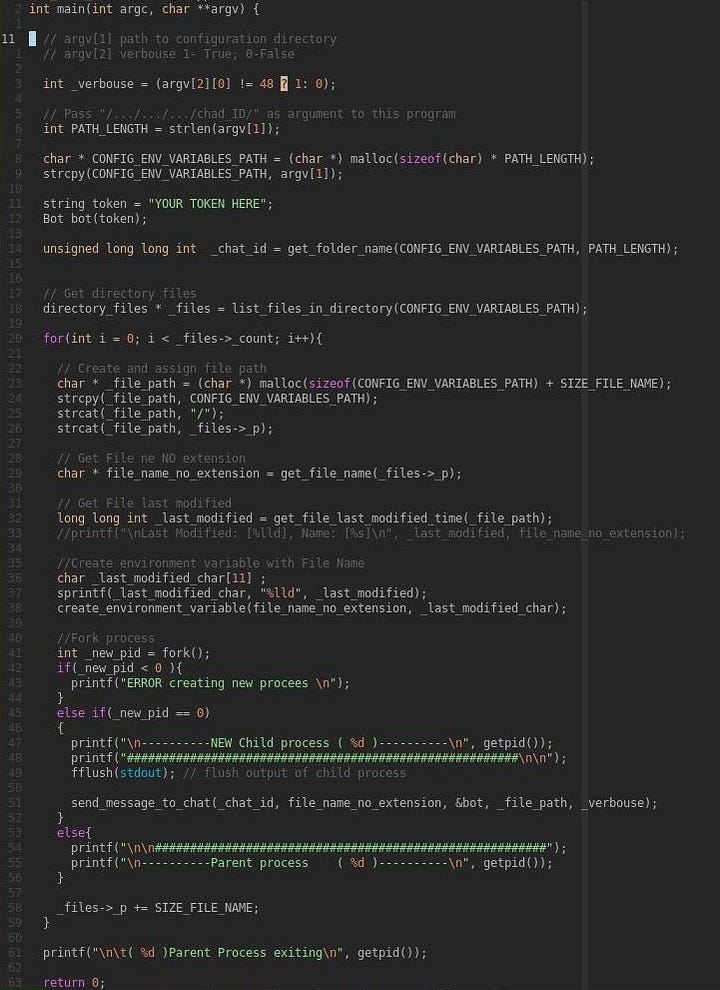 2 int main(int argc, char **argv) {
1
11 // argv[1] path to configuration directory
1 // argv[2] verbouse 1- True; 0-False
2
3 int _verbouse = (argv[2][0] != 48 ? 1: 0);
4
5 // Pass "/.../.../.../chad_ID/" as argument to this program
6 int PATH_LENGTH = strlen(argv[1]);
7
8 char * CONFIG_ENV_VARIABLES_PATH = (char *) malloc(sizeof(char) * PATH_LENGTH);
9 strcpy(CONFIG_ENV_VARIABLES_PATH, argv[1]);
10
11 string token = "YOUR TOKEN HERE";
12 Bot bot(token);
13
14 unsigned long long int  _chat_id = get_folder_name(CONFIG_ENV_VARIABLES_PATH, PATH_LENGTH);
15
16
17 // Get directory files
18 directory_files * _files = list_files_in_directory(CONFIG_ENV_VARIABLES_PATH);
19
20 for(int i = 0; i < _files->_count; i++){
21
22 // Create and assign file path
23 char * _file_path = (char *) malloc(sizeof(CONFIG_ENV_VARIABLES_PATH) + SIZE_FILE_NAME);
24 strcpy(_file_path, CONFIG_ENV_VARIABLES_PATH);
25 strcat(_file_path, "/");
26 strcat(_file_path, _files->_p);
27
28 // Get File ne NO extension
29 char * file_name_no_extension = get_file_name(_files->_p);
30
31 // Get File last modified
32 long long int _last_modified = get_file_last_modified_time(_file_path);
33 //printf("\nLast Modified: [%lld], Name: [%s]\n", _last_modified, file_name_no_extension);
34
35 //Create environment variable with File Name
36 char _last_modified_char[11] ;
37 sprintf(_last_modified_char, "%lld", _last_modified);
38 create_environment_variable(file_name_no_extension, _last_modified_char);
39
40 //Fork process
41 int _new_pid = fork();
42 if(_new_pid < 0 ){
43 printf("ERROR creating new procees \n");
44 }
45 else if(_new_pid == 0)
46 {
47 printf("\n----------NEW Child process ( %d )----------\n", getpid());
48 printf("########################################################\n\n");
49 fflush(stdout); // flush output of child process
50
51 send_message_to_chat(_chat_id, file_name_no_extension, &bot, _file_path, _verbouse);
52 }
53 else{
54 printf("\n\n########################################################");
55 printf("\n----------Parent process    ( %d )----------\n", getpid());
56 }
57
58 _files->_p += SIZE_FILE_NAME;
59 }
60
61 printf("\n\t( %d )Parent Process exiting\n", getpid());
62
63 return 0;